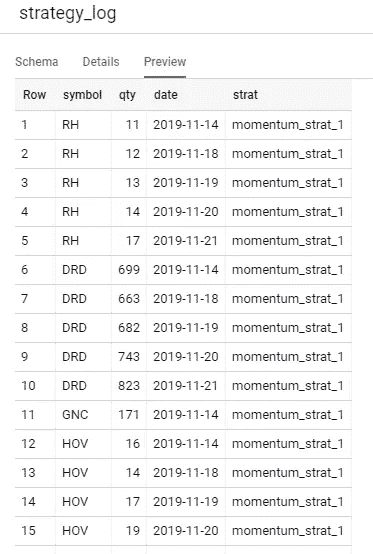 strategy_log
Schema Details Preview
Row symbol qty date strat
1 RH 11 2019-11-14 momentum_strat_1
2 RH 12 2019-11-18 momentum_strat_1
3 RH 13 2019-11-19 momentum_strat_1
4 RH 14 2019-11-20 momentum_strat_1
5 RH 17 2019-11-21 momentum_strat_1
6 DRD 699 2019-11-14 momentum_strat_1
7 DRD 663 2019-11-18 momentum_strat_1
8 DRD 682 2019-11-19 momentum_strat_1
9 DRD 743 2019-11-20 momentum_strat_1
10 DRD 823 2019-11-21 momentum_strat_1
11 GNC 171 2019-11-14 momentum_strat_1
12 HOV 16 2019-11-14 momentum_strat_1
13 HOV 14 2019-11-18 momentum_strat_1
14 HOV 17 2019-11-19 momentum_strat_1
15 HOV 19 2019-11-20 momentum_strat_1